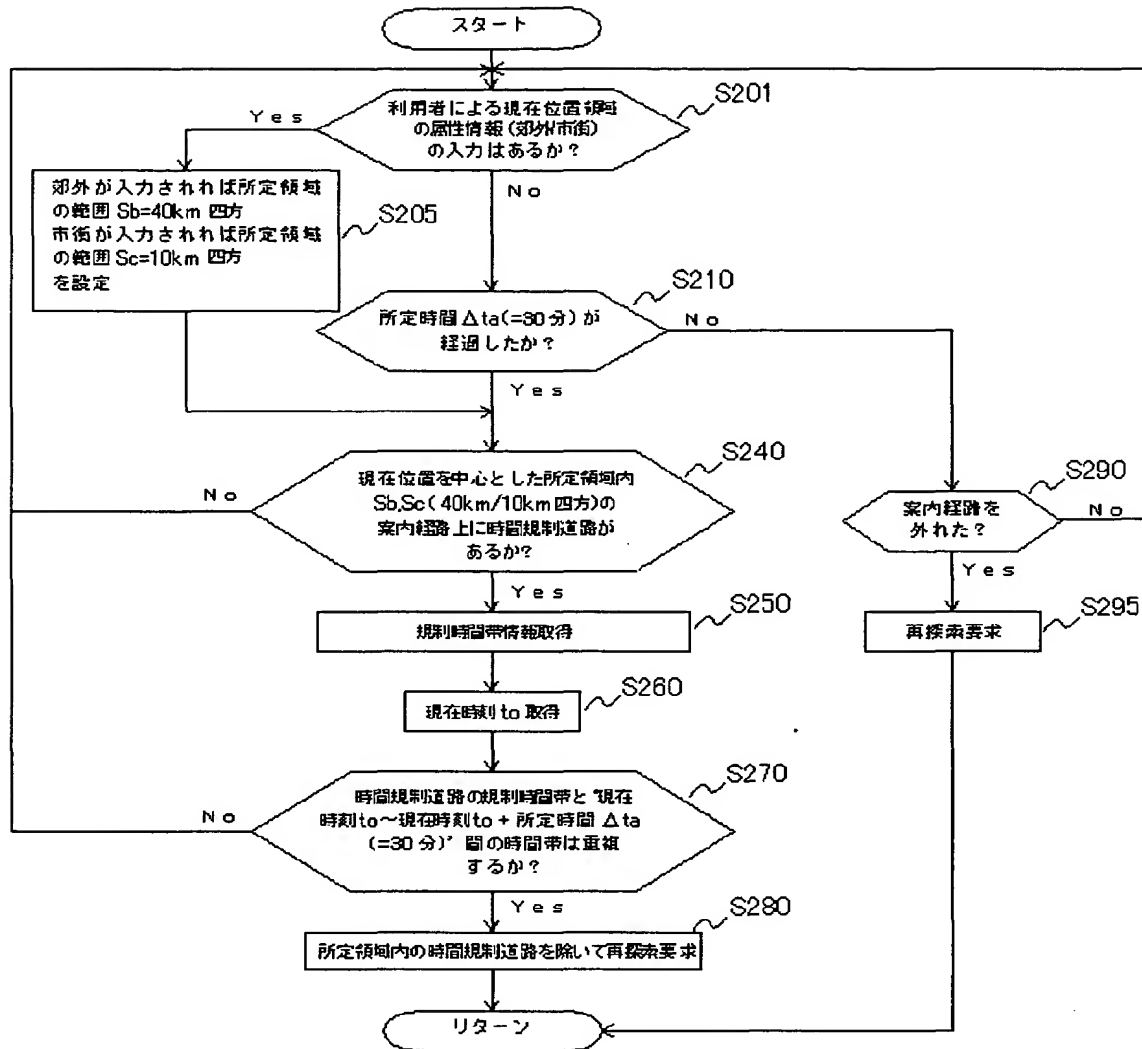 スタート
S201
利用者による現在位置領域
の属性情報(郊外/市街)
の入力はあるか?
Yes
No
郊外が入力されれば所定領域
の範囲 Sb=40km 四方
市街が入力されれば所定領域
の範囲 Sc=10km 四方
を設定
S205
S210
所定時間 Δta(=30分)が
経過したか?
No
Yes
S240
現在位置を中心とした所定領域内
Sb,Sc(40km/10km四方)の
案内経路上に時間規制道路が
あるか?
No
Yes
S290
案内経路を
外れた?
No
Yes
S250
規制時間帯情報取得
S295
再探索要求
S260
現在時刻to取得
S270
時間規制道路の規制時間帯と"現在
時刻to~現在時刻to+所定時間 Δta
(=30分)"間の時間帯は重複
するか?
No
Yes
S280
所定領域内の時間規制道路を除いて再探索要求
リターン